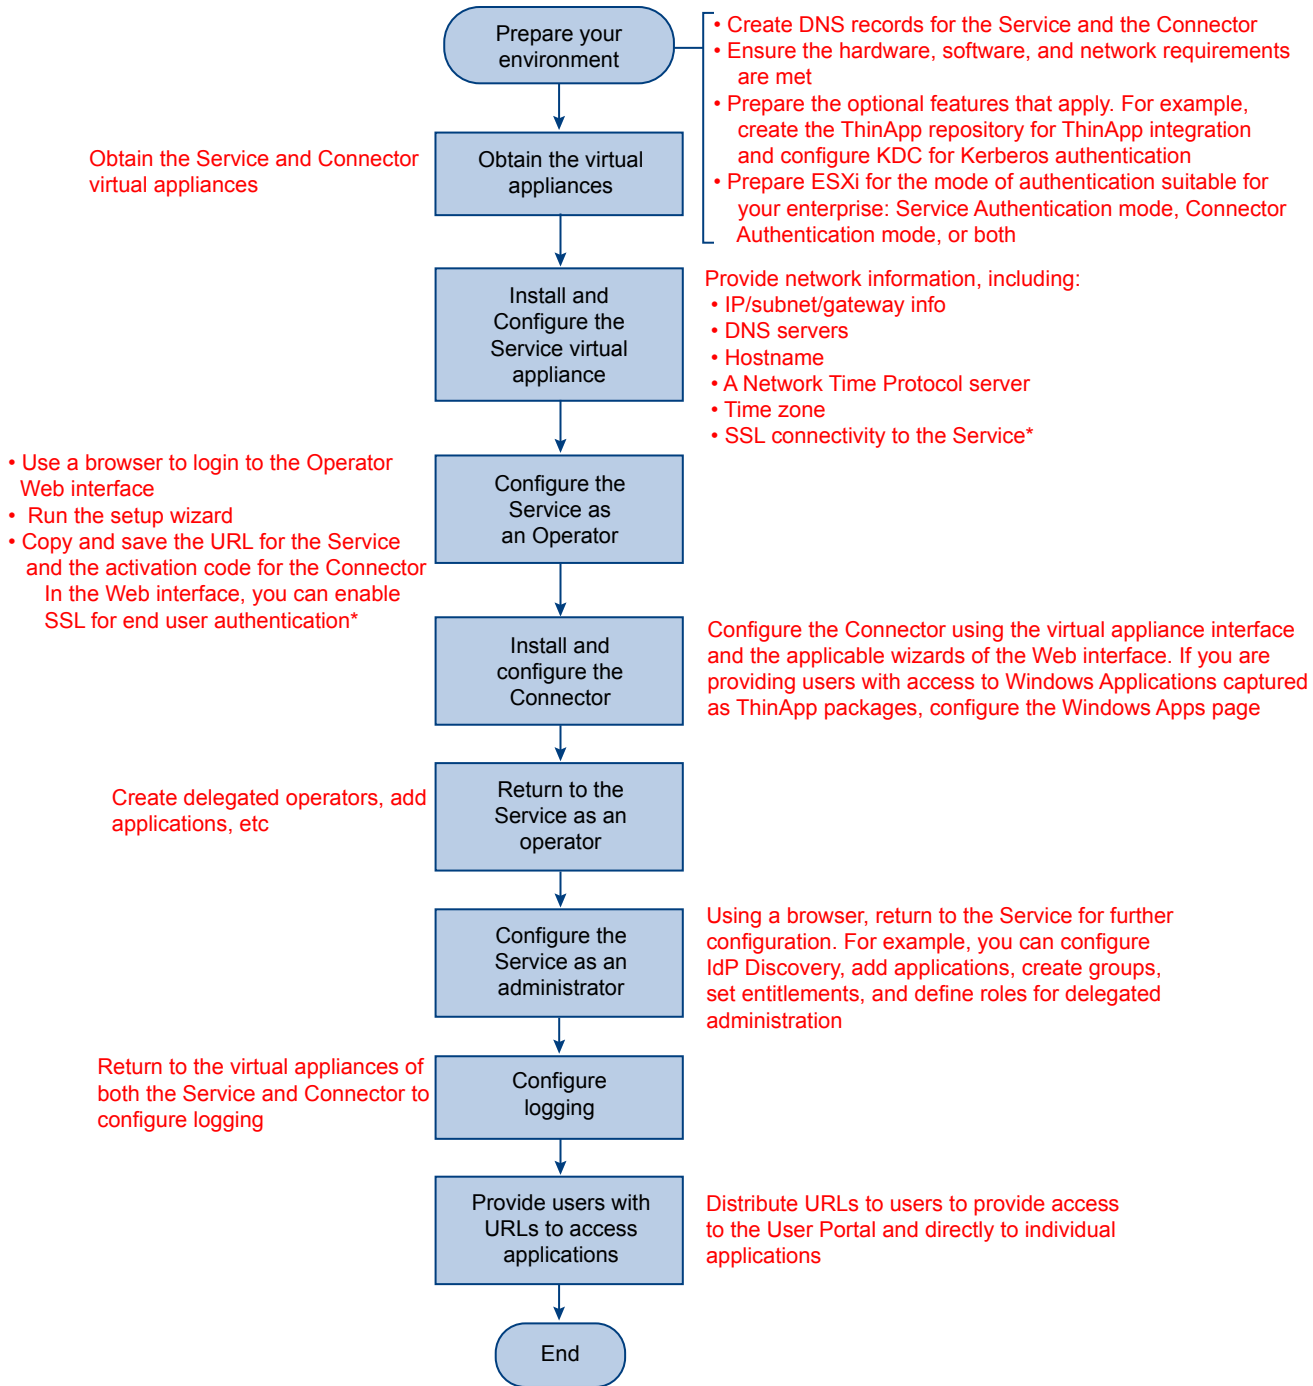 Prepare your
environment
• Create DNS records for the Service and the Connector
• Ensure the hardware, software, and network requirements
are met
• Prepare the optional features that apply. For example,
create the ThinApp repository for ThinApp integration
and configure KDC for Kerberos authentication
• Prepare ESXi for the mode of authentication suitable for
your enterprise: Service Authentication mode, Connector
Authentication mode, or both
Obtain the Service and Connector
virtual appliances
Obtain the virtual
appliances
Install and
Configure the
Service virtual
appliance
Provide network information, including:
• IP/subnet/gateway info
• DNS servers
• Hostname
• A Network Time Protocol server
• Time zone
• SSL connectivity to the Service*
• Use a browser to login to the Operator
Web interface
• Run the setup wizard
• Copy and save the URL for the Service
and the activation code for the Connector
In the Web interface, you can enable
SSL for end user authentication*
Configure the
Service as
an Operator
Install and
configure the
Connector
Configure the Connector using the virtual appliance interface
and the applicable wizards of the Web interface. If you are
providing users with access to Windows Applications captured
as ThinApp packages, configure the Windows Apps page
Create delegated operators, add
applications, etc
Return to the
Service as an
operator
Configure the
Service as an
administrator
Using a browser, return to the Service for further
configuration. For example, you can configure
IdP Discovery, add applications, create groups,
set entitlements, and define roles for delegated
administration
Return to the virtual appliances of
both the Service and Connector to
configure logging
Configure
logging
Provide users with
URLs to access
applications
Distribute URLs to users to provide access
to the User Portal and directly to individual
applications
End